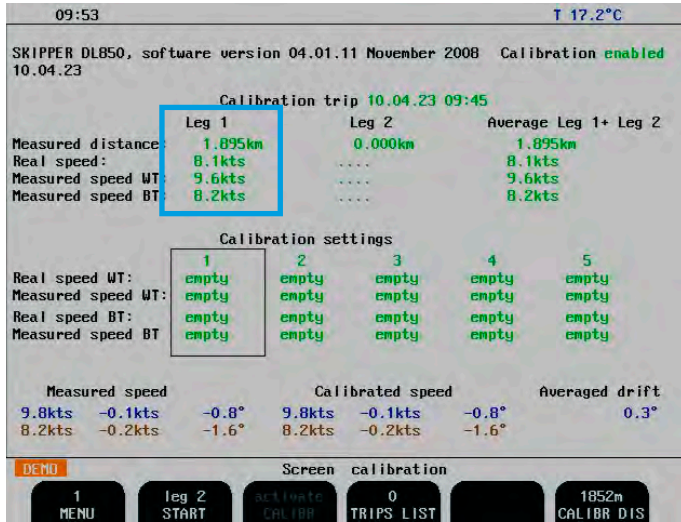 09:53 T 17.2°C
SKIPPER DL850, software version 04.01.11 November 2008 Calibration enabled
10.04.23
Calibration trip 10.04.23 09:45
Leg 1 Leg 2 Average Leg 1+ Leg 2
Measured distance: 1.895km 0.000km 1.895km
Real speed: 8.1kts .... 8.1kts
Measured speed WT: 9.6kts .... 9.6kts
Measured speed BT: 8.2kts .... 8.2kts
Calibration settings
1 2 3 4 5
Real speed WT: empty empty empty empty empty
Measured speed WT: empty empty empty empty empty
Real speed BT: empty empty empty empty empty
Measured speed BT empty empty empty empty empty
Measured speed Calibrated speed Averaged drift
9.8kts -0.1kts -0.8° 9.8kts -0.1kts -0.8° 0.3°
8.2kts -0.2kts -1.6° 8.2kts -0.2kts -1.6°
DEMO Screen calibration
1 leg 2 activate 0 1852m
MENU START CALIBR TRIPS LIST CALIBR DIS